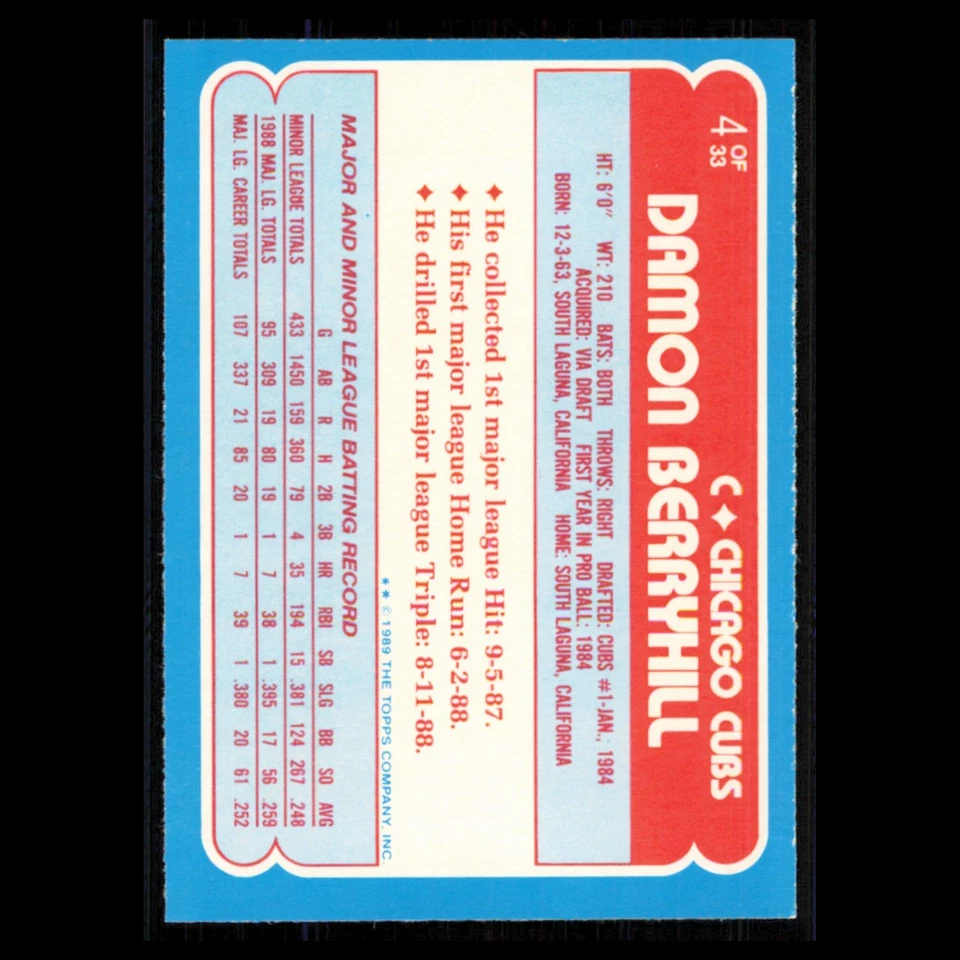 4 OF 33
C ✦ CHICAGO CUBS
DAMON BERRYHILL
HT: 6'0" WT: 210 BATS: BOTH THROWS: RIGHT DRAFTED: CUBS #1-JAN., 1984
ACQUIRED: VIA DRAFT FIRST YEAR IN PRO BALL: 1984
BORN: 12-3-63, SOUTH LAGUNA, CALIFORNIA HOME: SOUTH LAGUNA, CALIFORNIA
✦ He collected 1st major league Hit: 9-5-87.
✦ His first major league Home Run: 6-2-88.
✦ He drilled 1st major league Triple: 8-11-88.
** © 1989 THE TOPPS COMPANY, INC.
MAJOR AND MINOR LEAGUE BATTING RECORD
G AB R H 2B 3B HR RBI SB SLG BB SO AVG
MINOR LEAGUE TOTALS 433 1450 159 360 79 4 35 194 15 .381 124 267 .248
1988 MAJ. LG. TOTALS 95 309 19 80 19 1 7 38 1 .395 17 56 .259
MAJ. LG. CAREER TOTALS 107 337 21 85 20 1 7 39 1 .380 20 61 .252